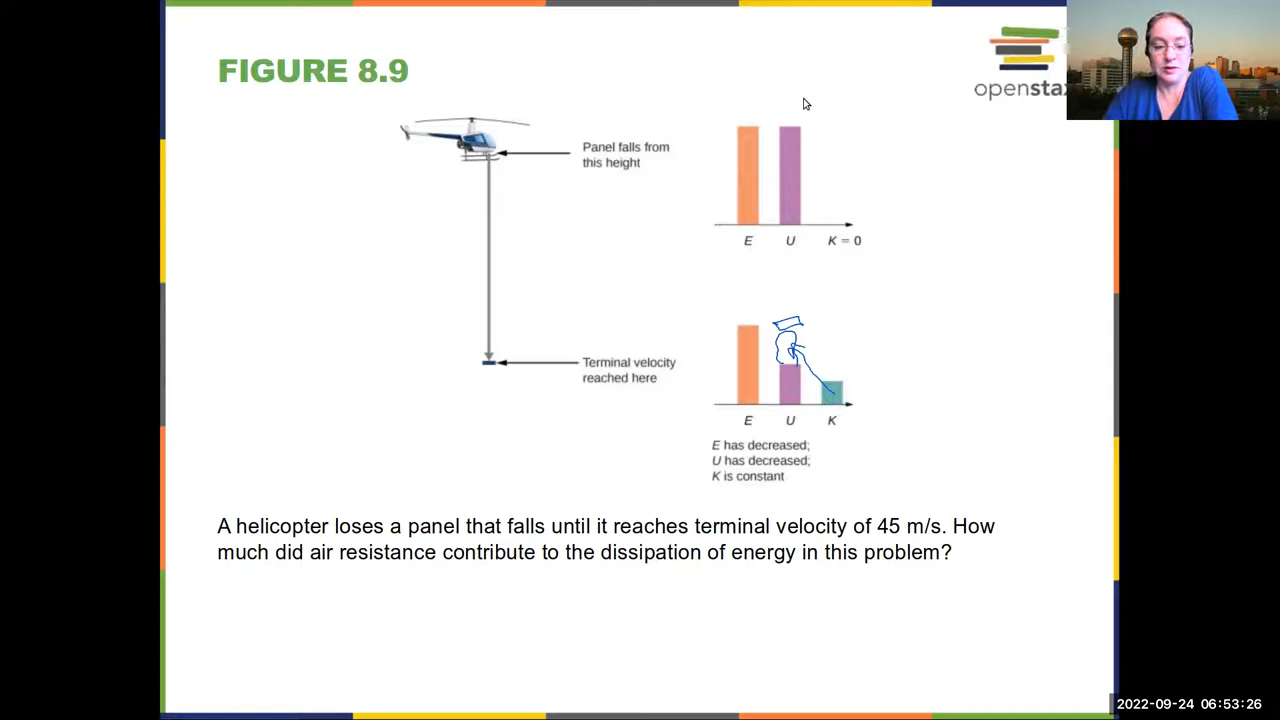 FIGURE 8.9
openstax
Panel falls from
this height
E U K = 0
Terminal velocity
reached here
E U K
E has decreased;
U has decreased;
K is constant
A helicopter loses a panel that falls until it reaches terminal velocity of 45 m/s. How
much did air resistance contribute to the dissipation of energy in this problem?
2022-09-24 06:53:26